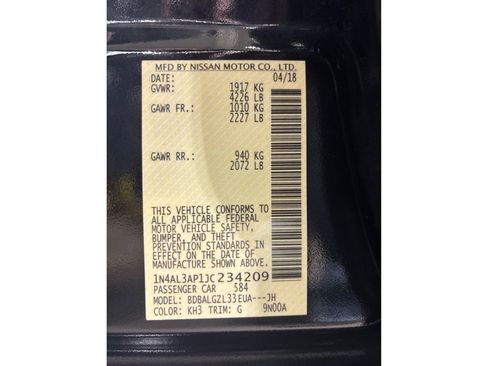 MFD BY NISSAN MOTOR CO., LTD.
DATE: 04/18
GVWR: 1917 KG
4226 LB
GAWR FR.: 1010 KG
2227 LB
GAWR RR.: 940 KG
2072 LB
THIS VEHICLE CONFORMS TO
ALL APPLICABLE FEDERAL
MOTOR VEHICLE SAFETY,
BUMPER, AND THEFT
PREVENTION STANDARDS
IN EFFECT ON THE DATE OF
MANUFACTURE SHOWN ABOVE.
1N4AL3AP1JC234209
PASSENGER CAR 584
MODEL: BDBALGZL33EUA---JH
COLOR: KH3 TRIM: G 9N00A